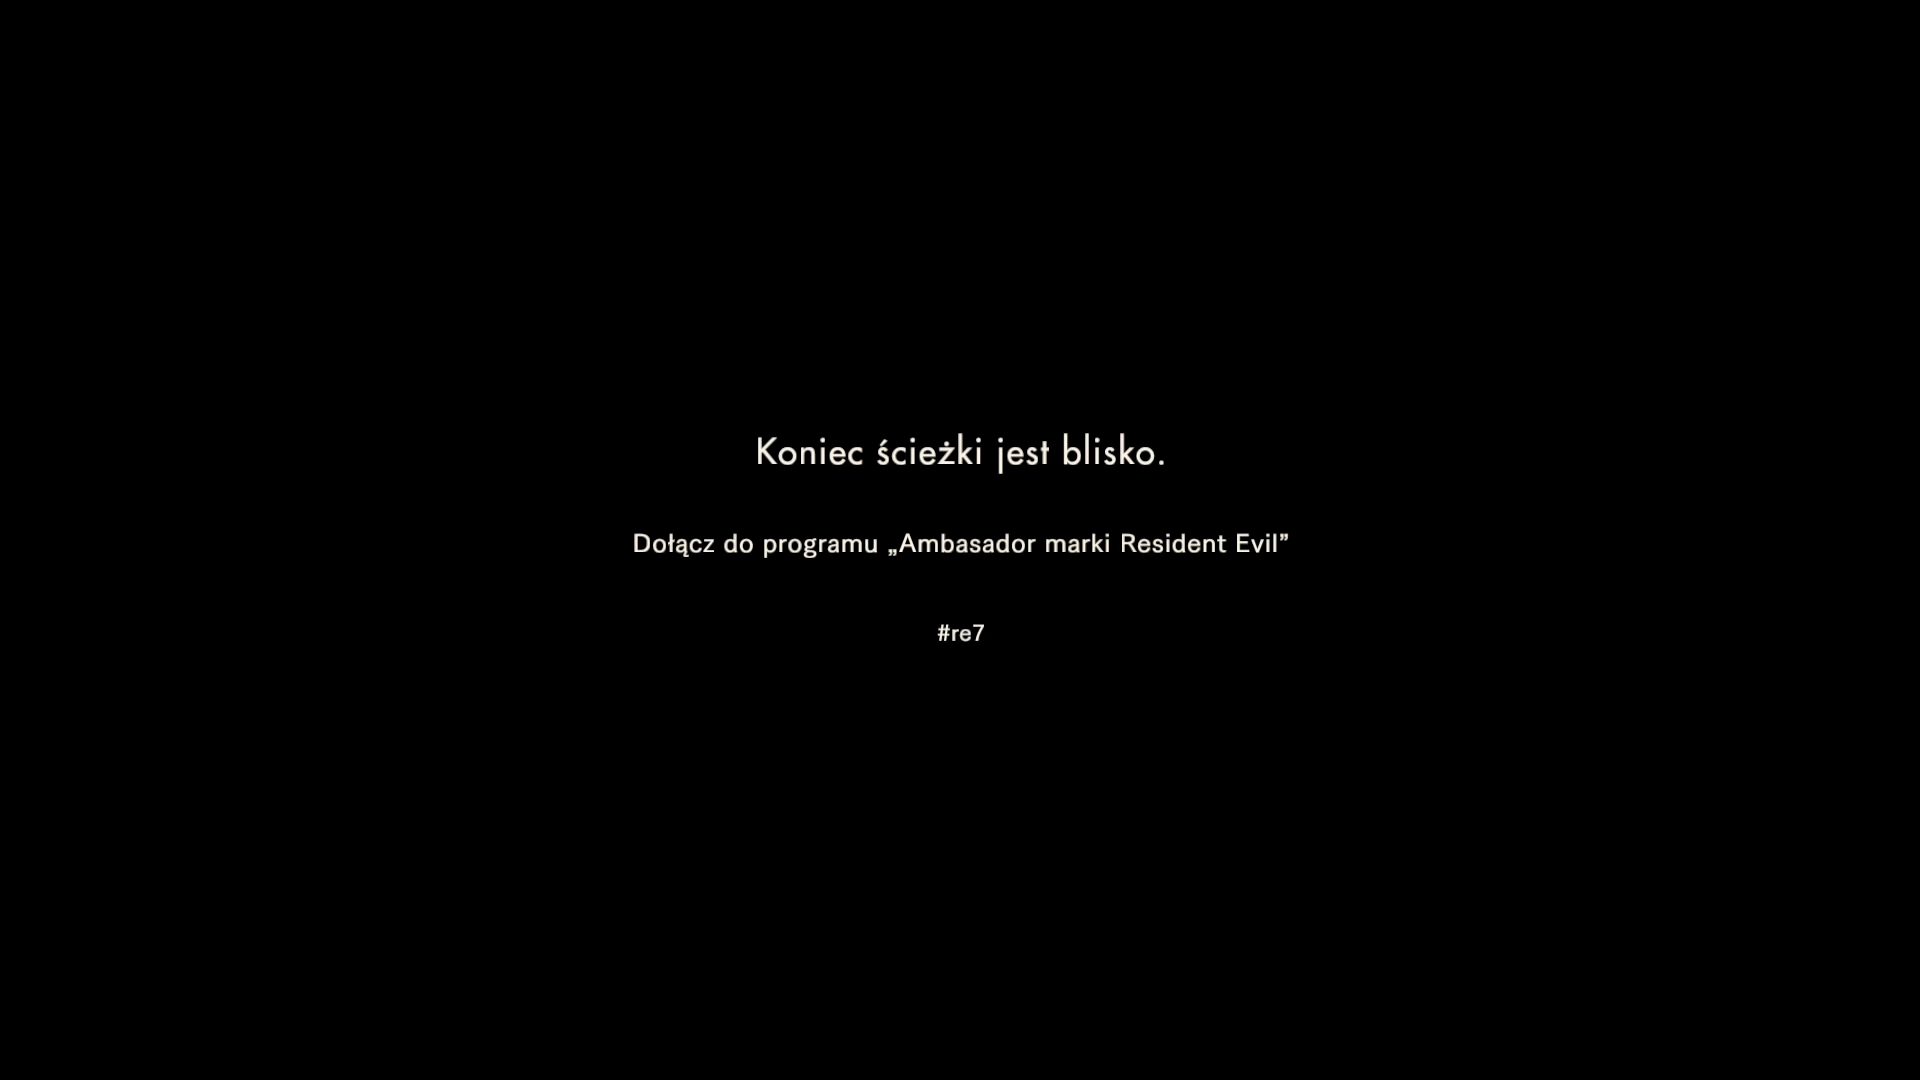 Koniec ścieżki jest blisko.
Dołącz do programu „Ambasador marki Resident Evil”
#re7